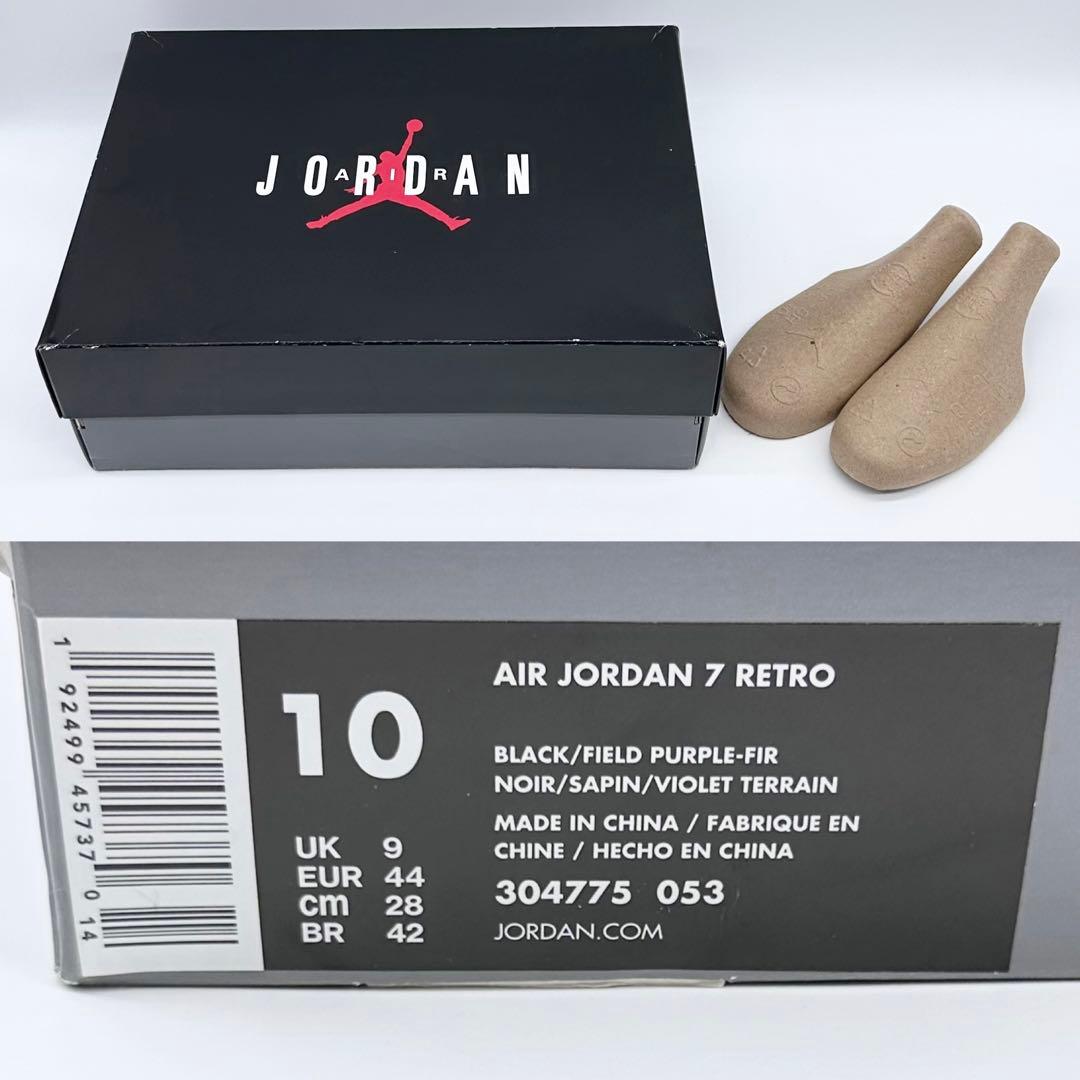 JORDAN
AIR
1 92499 45737 0 14
10
UK 9
EUR 44
cm 28
BR 42
AIR JORDAN 7 RETRO
BLACK/FIELD PURPLE-FIR
NOIR/SAPIN/VIOLET TERRAIN
MADE IN CHINA / FABRIQUE EN
CHINE / HECHO EN CHINA
304775 053
JORDAN.COM